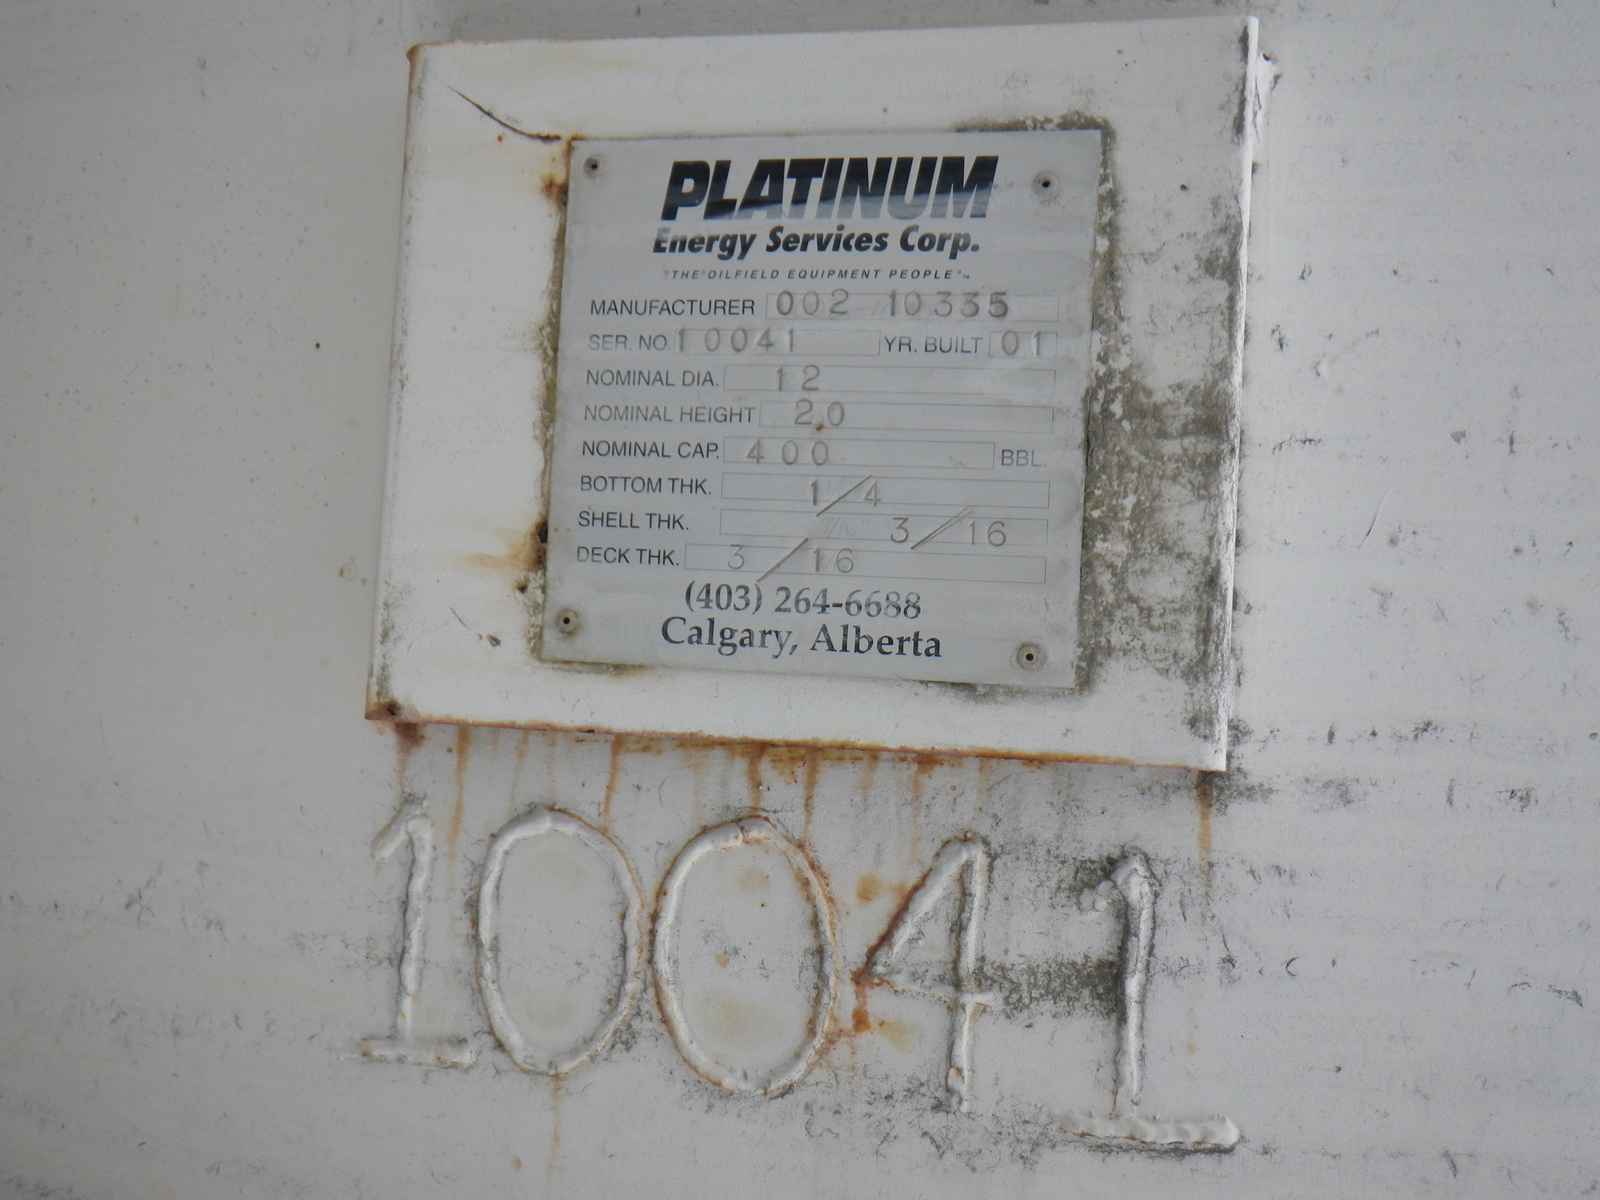 PLATINUM
Energy Services Corp.
"THE OILFIELD EQUIPMENT PEOPLE"™
MANUFACTURER 002 10335
SER. NO. 10041 YR. BUILT 01
NOMINAL DIA. 12
NOMINAL HEIGHT 20
NOMINAL CAP. 400 BBL.
BOTTOM THK. 1/4
SHELL THK. 3/16" 3/16
DECK THK. 3/16
(403) 264-6688
Calgary, Alberta
10041